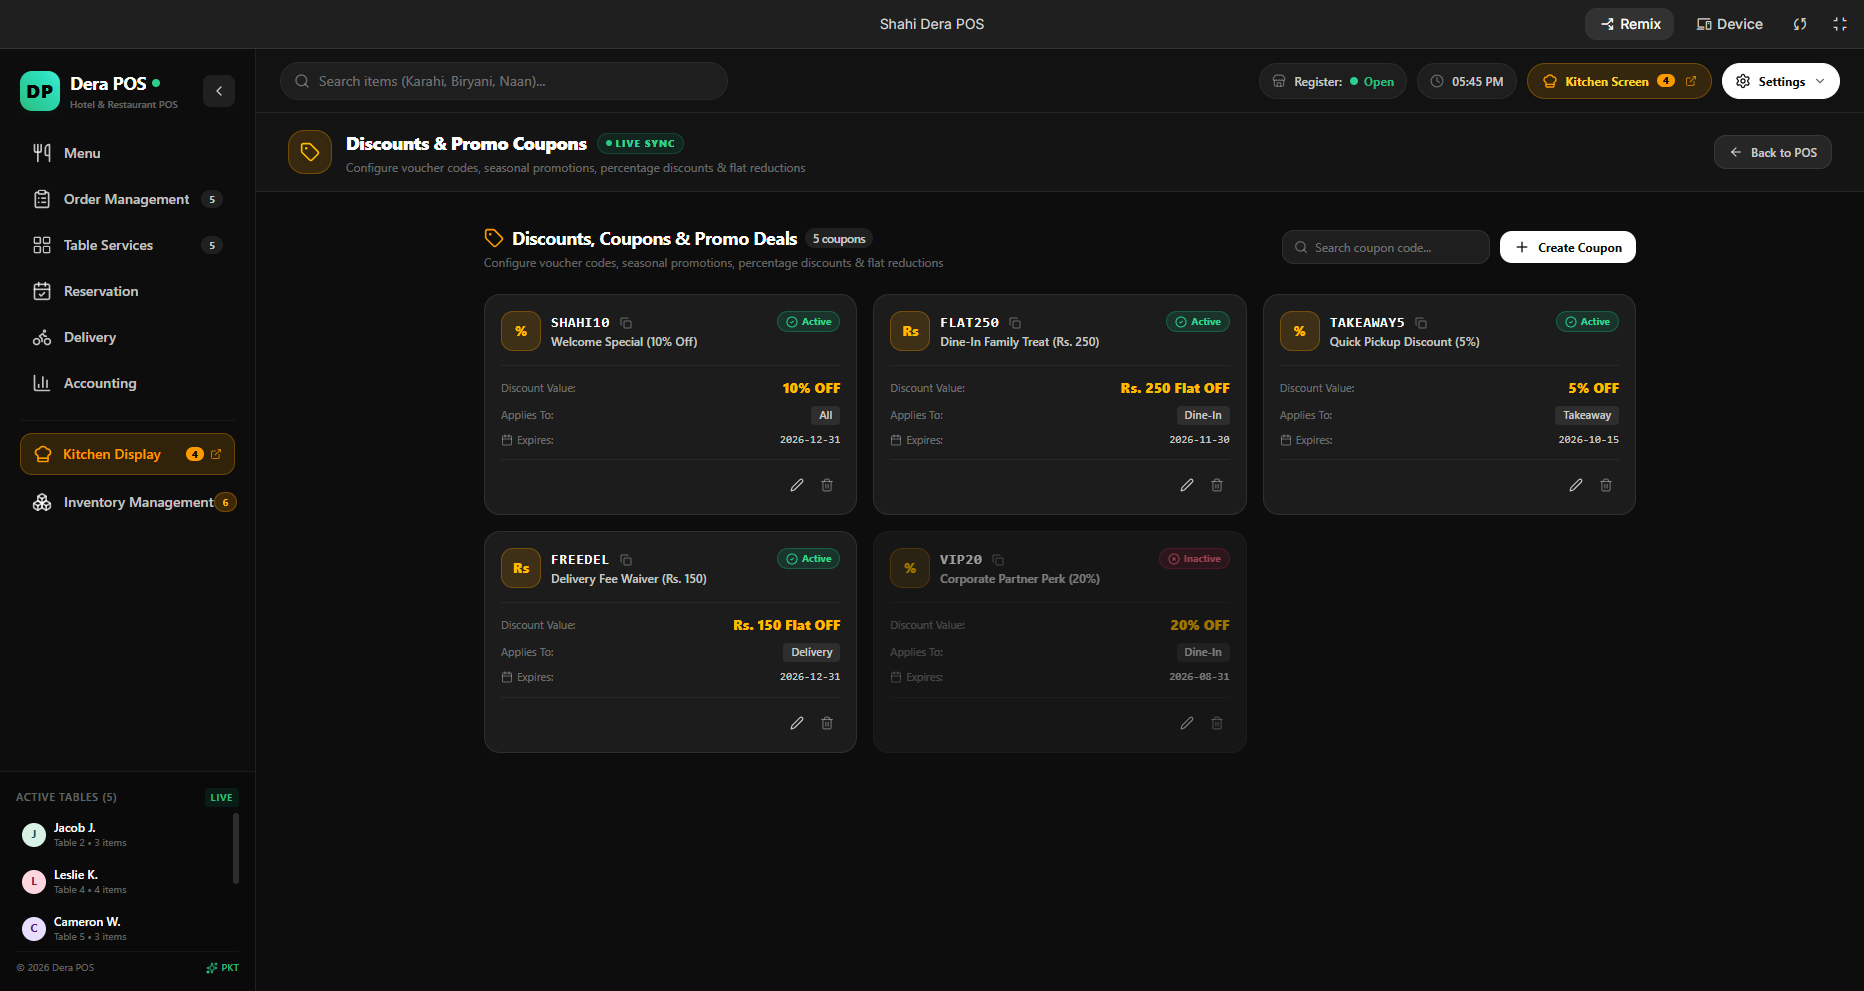 Shahi Dera POS
Remix
Device
DP
Dera POS
Hotel & Restaurant POS
Search items (Karahi, Biryani, Naan)...
Register: Open
05:45 PM
Kitchen Screen 4
Settings
Menu
Order Management 5
Table Services 5
Reservation
Delivery
Accounting
Kitchen Display 4
Inventory Management 6
ACTIVE TABLES (5) LIVE
J
Jacob J.
Table 2 • 3 items
L
Leslie K.
Table 4 • 4 items
C
Cameron W.
Table 5 • 3 items
© 2026 Dera POS PKT
Discounts & Promo Coupons LIVE SYNC
Configure voucher codes, seasonal promotions, percentage discounts & flat reductions
Back to POS
Discounts, Coupons & Promo Deals 5 coupons
Configure voucher codes, seasonal promotions, percentage discounts & flat reductions
Search coupon code...
Create Coupon
%
SHAHI10 Active
Welcome Special (10% Off)
Discount Value: 10% OFF
Applies To: All
Expires: 2026-12-31
Rs
FLAT250 Active
Dine-In Family Treat (Rs. 250)
Discount Value: Rs. 250 Flat OFF
Applies To: Dine-In
Expires: 2026-11-30
%
TAKEAWAY5 Active
Quick Pickup Discount (5%)
Discount Value: 5% OFF
Applies To: Takeaway
Expires: 2026-10-15
Rs
FREEDEL Active
Delivery Fee Waiver (Rs. 150)
Discount Value: Rs. 150 Flat OFF
Applies To: Delivery
Expires: 2026-12-31
%
VIP20 Inactive
Corporate Partner Perk (20%)
Discount Value: 20% OFF
Applies To: Dine-In
Expires: 2026-08-31